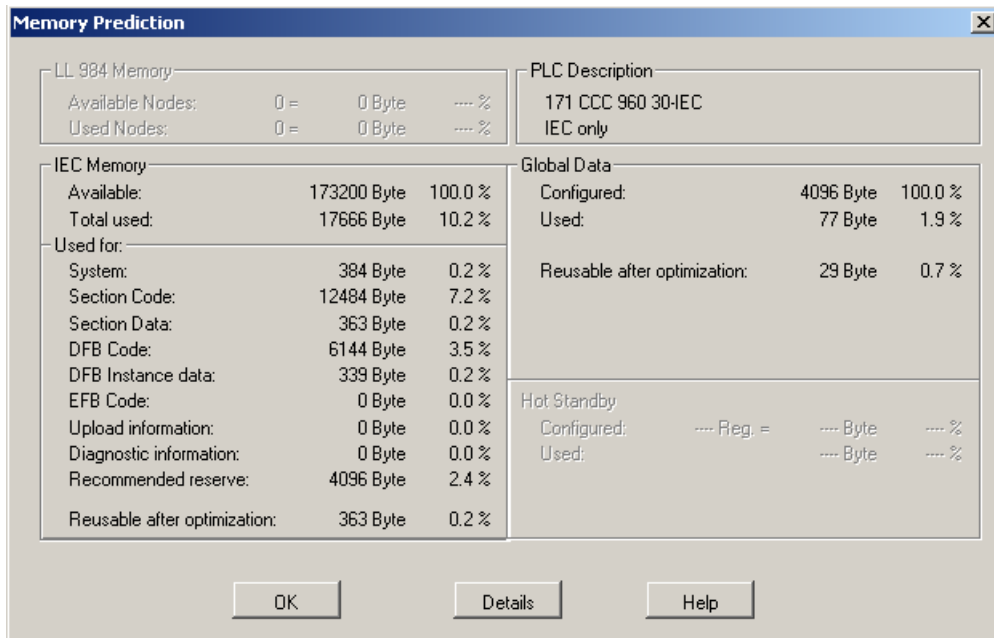 Memory Prediction
LL 984 Memory
Available Nodes: 0 = 0 Byte ---- %
Used Nodes: 0 = 0 Byte ---- %
PLC Description
171 CCC 960 30-IEC
IEC only
IEC Memory
Available: 173200 Byte 100.0 %
Total used: 17666 Byte 10.2 %
Used for:
System: 384 Byte 0.2 %
Section Code: 12484 Byte 7.2 %
Section Data: 363 Byte 0.2 %
DFB Code: 6144 Byte 3.5 %
DFB Instance data: 339 Byte 0.2 %
EFB Code: 0 Byte 0.0 %
Upload information: 0 Byte 0.0 %
Diagnostic information: 0 Byte 0.0 %
Recommended reserve: 4096 Byte 2.4 %
Reusable after optimization: 363 Byte 0.2 %
Global Data
Configured: 4096 Byte 100.0 %
Used: 77 Byte 1.9 %
Reusable after optimization: 29 Byte 0.7 %
Hot Standby
Configured: ---- Reg. = ---- Byte ---- %
Used: ---- Byte ---- %
OK
Details
Help